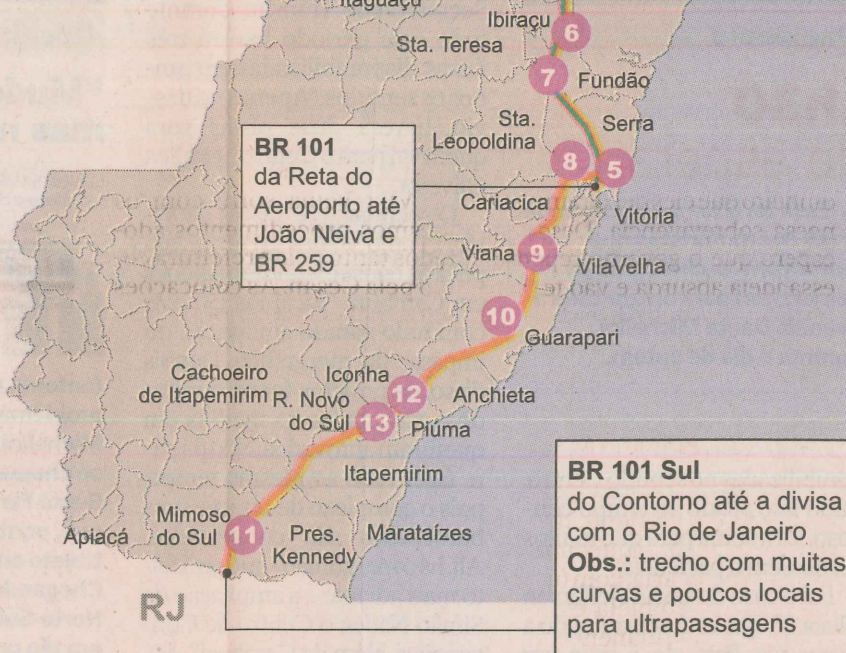 Itaguaçu
Ibiraçu
6
Sta. Teresa
7
Fundão
Sta.
Leopoldina
Serra
BR 101
da Reta do
Aeroporto até
João Neiva e
BR 259
8
5
Cariacica
Vitória
Viana
9
VilaVelha
10
Guarapari
Cachoeiro
de Itapemirim
Iconha
12
Anchieta
R. Novo
do Sul
13
Piúma
Itapemirim
Apiacá
Mimoso
do Sul
11
Pres.
Kennedy
Marataízes
RJ
BR 101 Sul
do Contorno até a divisa
com o Rio de Janeiro
Obs.: trecho com muitas
curvas e poucos locais
para ultrapassagens